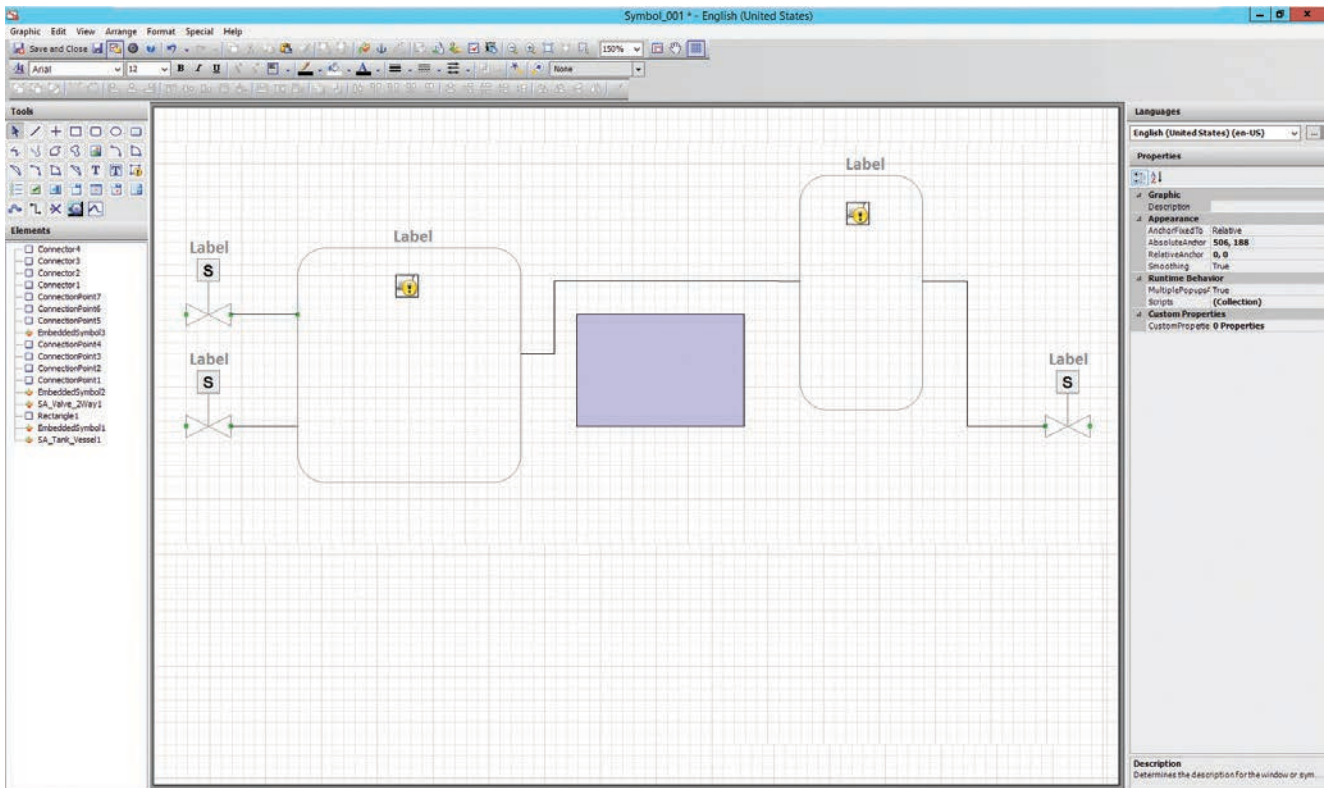 Symbol_001 * - English (United States)
Graphic Edit View Arrange Format Special Help
Save and Close
150%
Arial
12
B I U
A
None
Tools
T T
Elements
Connector4
Connector3
Connector2
Connector1
ConnectionPoint7
ConnectionPoint6
ConnectionPoint5
EmbeddedSymbol3
ConnectionPoint4
ConnectionPoint3
ConnectionPoint2
ConnectionPoint1
EmbeddedSymbol2
SA_Valve_2Way1
Rectangle1
EmbeddedSymbol1
SA_Tank_Vessel1
Label
Label
Label
S
Label
S
Label
S
Languages
English (United States) (en-US)
Properties
Graphic
Description
Appearance
AnchorFixedTo Relative
AbsoluteAnchor 506, 188
RelativeAnchor 0, 0
Smoothing True
Runtime Behavior
MultiplePopupsA True
Scripts (Collection)
Custom Properties
CustomPropertie 0 Properties
Description
Determines the description for the window or sym